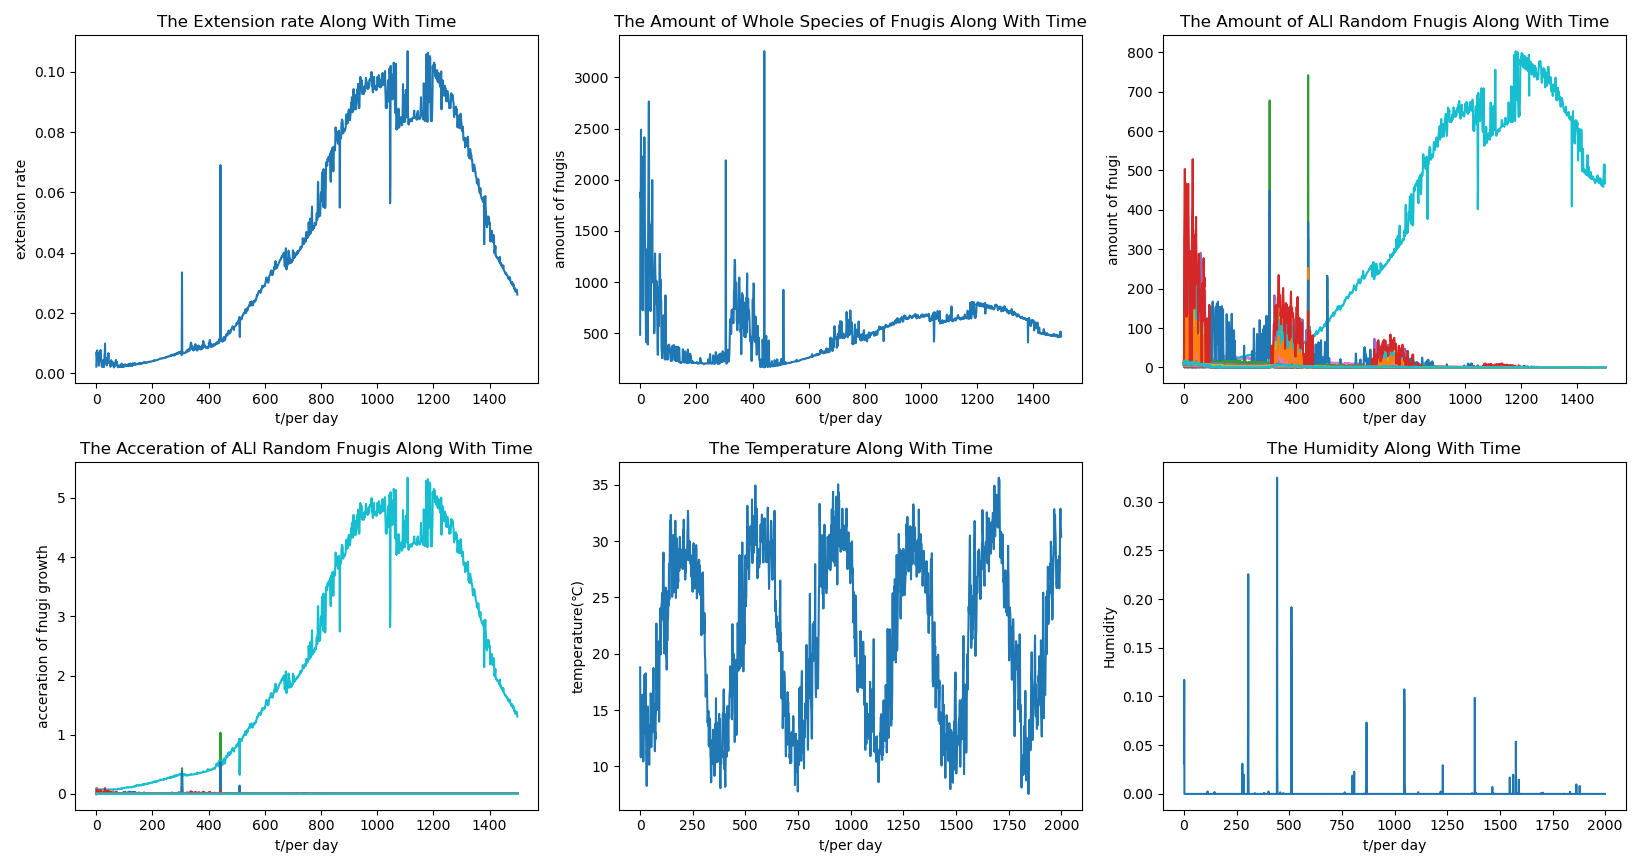 The Extension rate Along With Time
extension rate
0.10
0.08
0.06
0.04
0.02
0.00
0 200 400 600 800 1000 1200 1400
t/per day
The Amount of Whole Species of Fnugis Along With Time
amount of fnugis
3000
2500
2000
1500
1000
500
0 200 400 600 800 1000 1200 1400
t/per day
The Amount of ALI Random Fnugis Along With Time
amount of fnugi
800
700
600
500
400
300
200
100
0
0 200 400 600 800 1000 1200 1400
t/per day
The Acceration of ALI Random Fnugis Along With Time
acceration of fnugi growth
5
4
3
2
1
0
0 200 400 600 800 1000 1200 1400
t/per day
The Temperature Along With Time
temperature(℃)
35
30
25
20
15
10
0 250 500 750 1000 1250 1500 1750 2000
t/per day
The Humidity Along With Time
Humidity
0.30
0.25
0.20
0.15
0.10
0.05
0.00
0 250 500 750 1000 1250 1500 1750 2000
t/per day